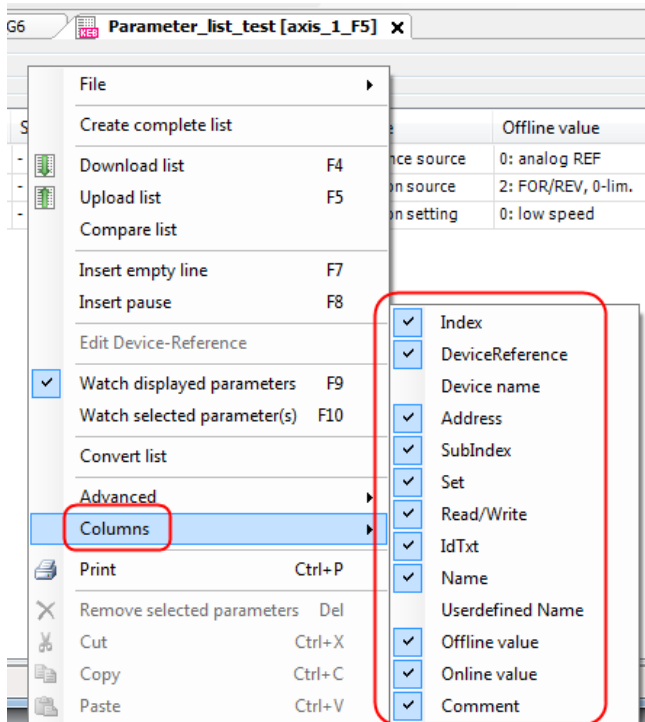 G6
KEB
Parameter_list_test [axis_1_F5]
File
Create complete list
Offline value
Download list F4
source 0: analog REF
Upload list F5
source 2: FOR/REV, 0-lim.
Compare list
setting 0: low speed
Insert empty line F7
Insert pause F8
Edit Device-Reference
Watch displayed parameters F9
Watch selected parameter(s) F10
Convert list
Advanced
Columns
Print Ctrl+P
Remove selected parameters Del
Cut Ctrl+X
Copy Ctrl+C
Paste Ctrl+V
Index
DeviceReference
Device name
Address
SubIndex
Set
Read/Write
IdTxt
Name
Userdefined Name
Offline value
Online value
Comment